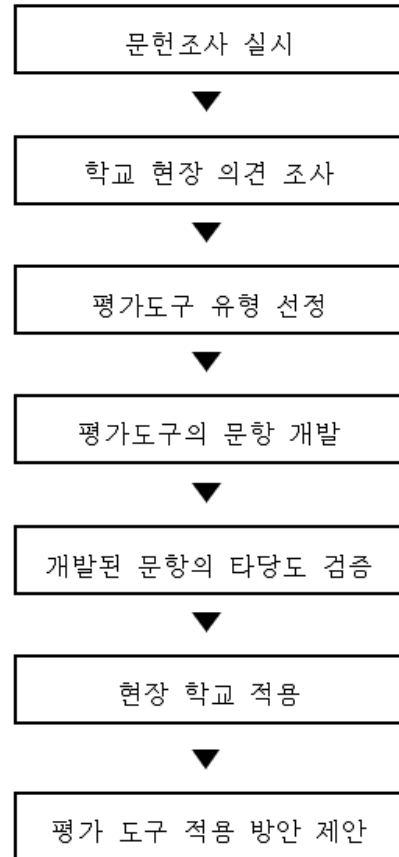 문헌조사 실시
학교 현장 의견 조사
평가도구 유형 선정
평가도구의 문항 개발
개발된 문항의 타당도 검증
현장 학교 적용
평가 도구 적용 방안 제안